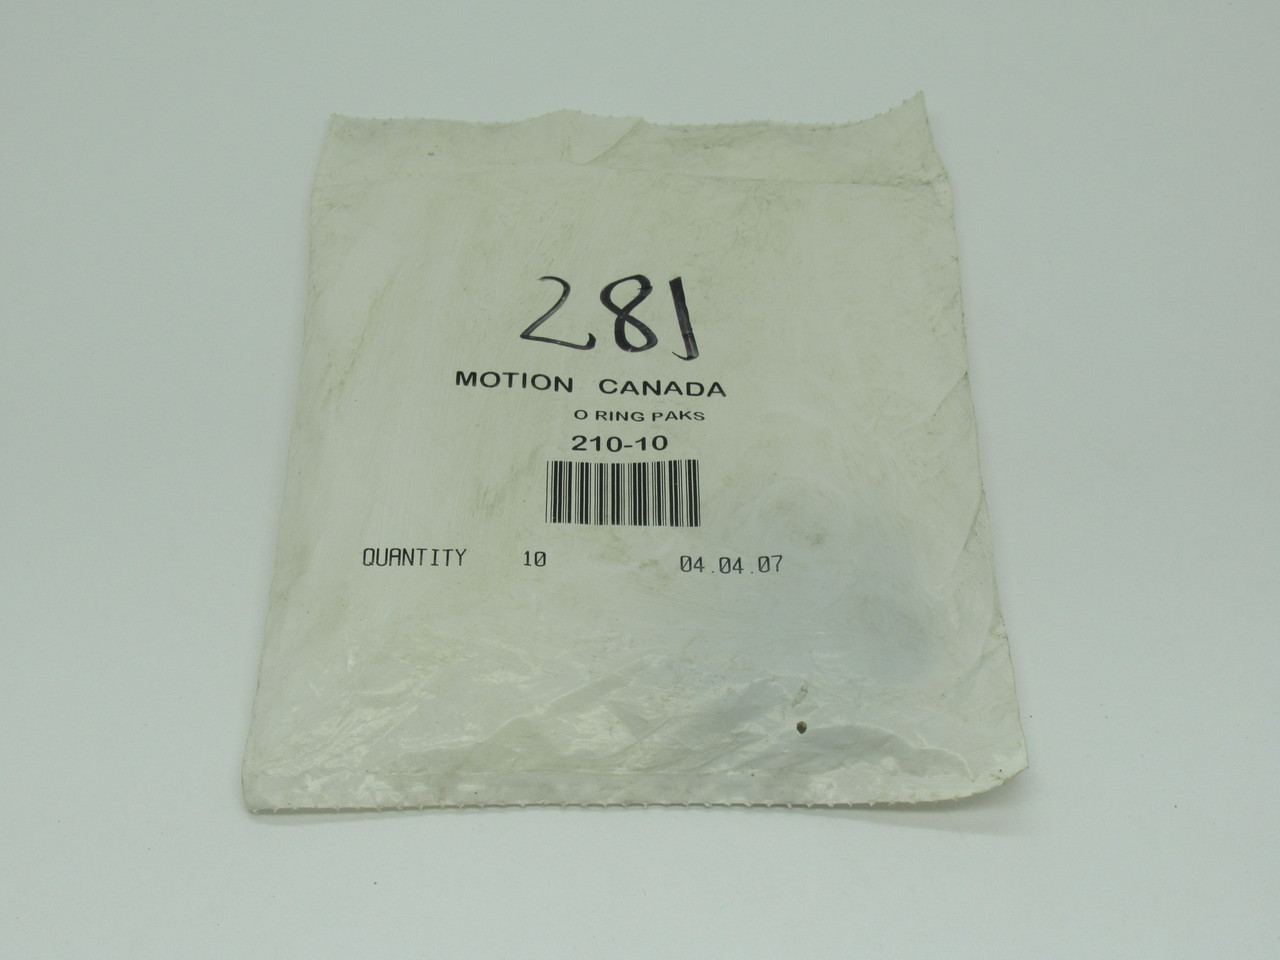 281
MOTION CANADA
O RING PAKS
210-10
QUANTITY 10 04.04.07